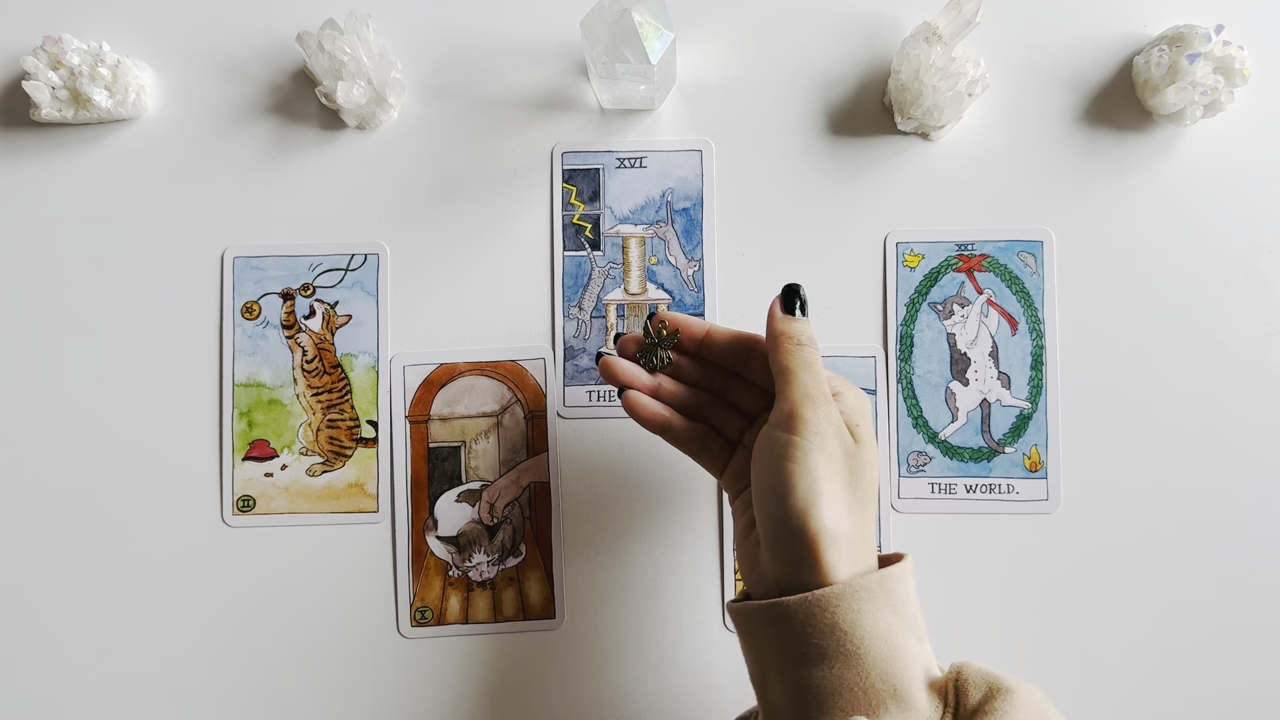 XVI
THE
II
X
XXI
THE WORLD.